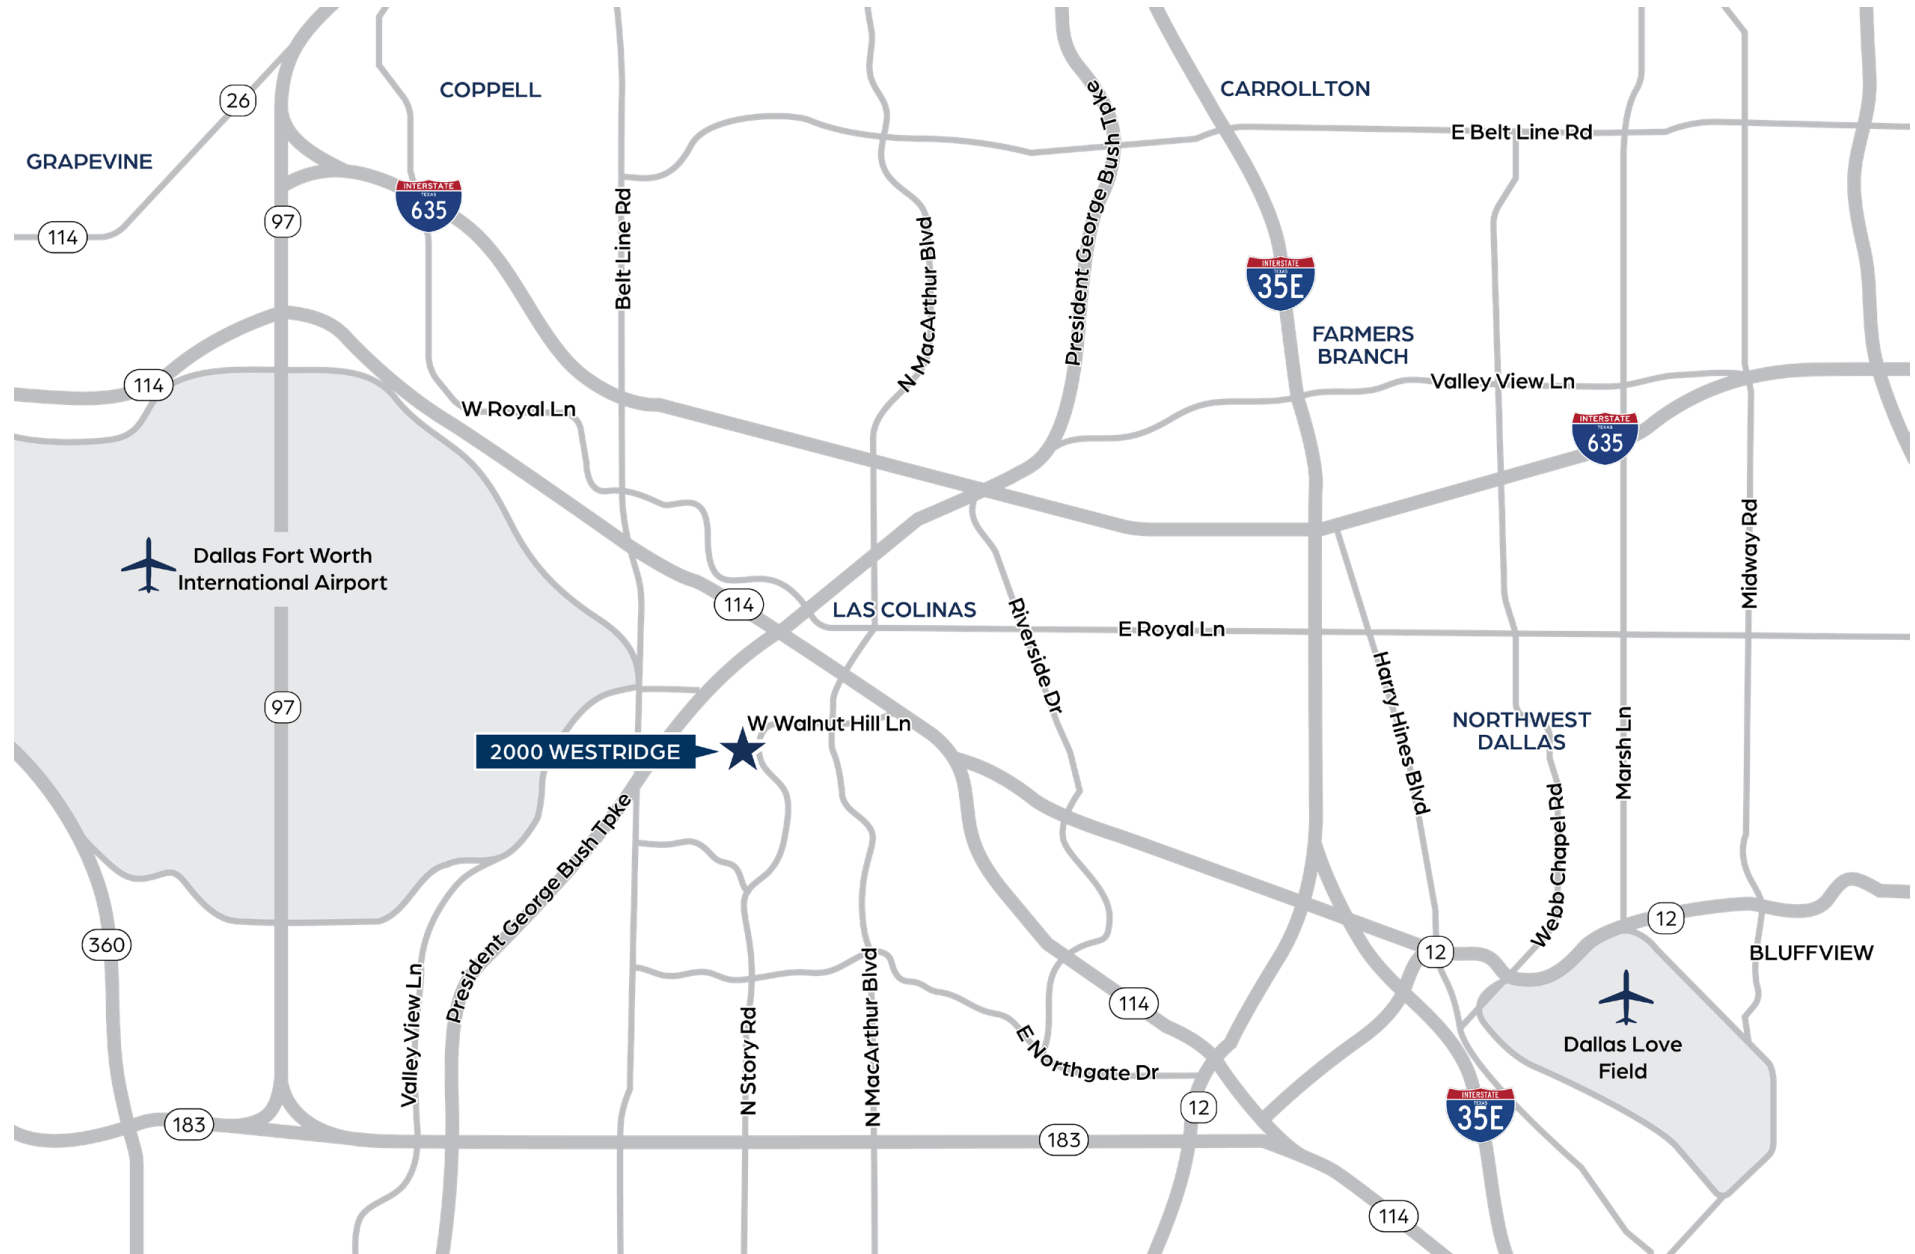 COPPELL
CARROLLTON
26
E Belt Line Rd
GRAPEVINE
INTERSTATE
TEXAS
635
97
114
Belt Line Rd
N MacArthur Blvd
President George Bush Tpke
INTERSTATE
TEXAS
35E
FARMERS
BRANCH
114
W Royal Ln
Valley View Ln
INTERSTATE
TEXAS
635
Dallas Fort Worth
International Airport
Midway Rd
114
LAS COLINAS
E Royal Ln
Riverside Dr
Harry Hines Blvd
97
W Walnut Hill Ln
NORTHWEST
DALLAS
2000 WESTRIDGE
Marsh Ln
President George Bush Tpke
Webb Chapel Rd
12
360
12
BLUFFVIEW
Valley View Ln
114
N Story Rd
N MacArthur Blvd
E Northgate Dr
Dallas Love
Field
12
INTERSTATE
TEXAS
35E
183
183
114